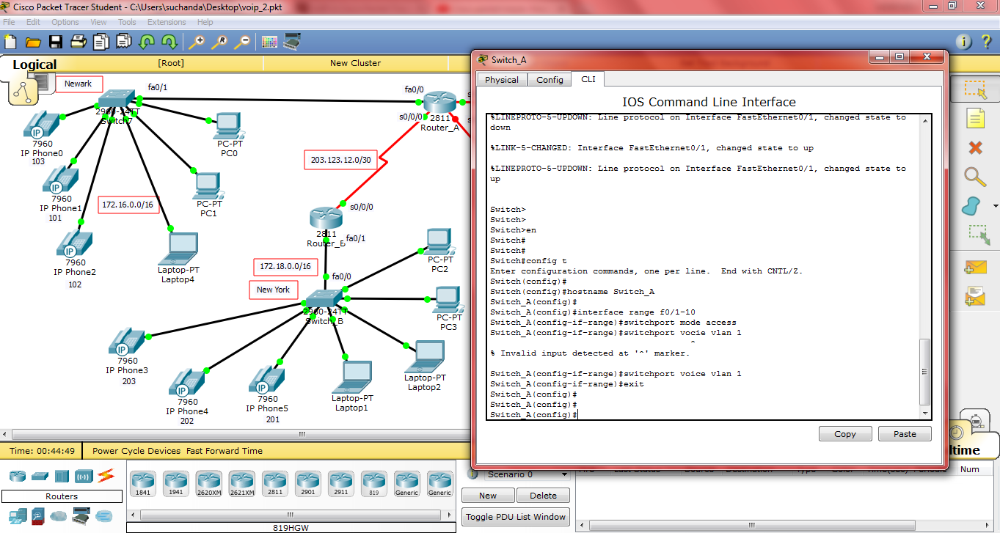 Cisco Packet Tracer Student - C:\Users\suchanda\Desktop\voip_2.pkt
File Edit Options View Tools Extensions Help
Logical
[Root]
New Cluster
Newark
fa0/1
2960-24TT
Switch7
fa0/0
s0/0/0
2811
Router_A
7960
IP Phone0
103
PC-PT
PC0
203.123.12.0/30
7960
IP Phone1
101
PC-PT
PC1
172.16.0.0/16
s0/0/0
2811
Router_B
fa0/1
7960
IP Phone2
102
Laptop-PT
Laptop4
172.18.0.0/16
fa0/0
New York
2960-24TT
Switch_B
PC-PT
PC2
PC-PT
PC3
7960
IP Phone3
203
7960
IP Phone4
202
7960
IP Phone5
201
Laptop-PT
Laptop1
Laptop-PT
Laptop2
Switch_A
Physical Config CLI
IOS Command Line Interface
%LINEPROTO-5-UPDOWN: Line protocol on Interface FastEthernet0/1, changed state to
down
%LINK-5-CHANGED: Interface FastEthernet0/1, changed state to up
%LINEPROTO-5-UPDOWN: Line protocol on Interface FastEthernet0/1, changed state to
up
Switch>
Switch>
Switch>en
Switch#
Switch#
Switch#config t
Enter configuration commands, one per line. End with CNTL/Z.
Switch(config)#
Switch(config)#hostname Switch_A
Switch_A(config)#
Switch_A(config)#interface range f0/1-10
Switch_A(config-if-range)#switchport mode access
Switch_A(config-if-range)#switchport vocie vlan 1
^
% Invalid input detected at '^' marker.
Switch_A(config-if-range)#switchport voice vlan 1
Switch_A(config-if-range)#exit
Switch_A(config)#
Switch_A(config)#
Switch_A(config)#
Copy Paste
Time: 00:44:49 Power Cycle Devices Fast Forward Time
ltime
Routers
1841 1941 2620XM 2621XM 2811 2901 2911 819 Generic Generic
819HGW
Scenario 0
New Delete
Toggle PDU List Window
Num